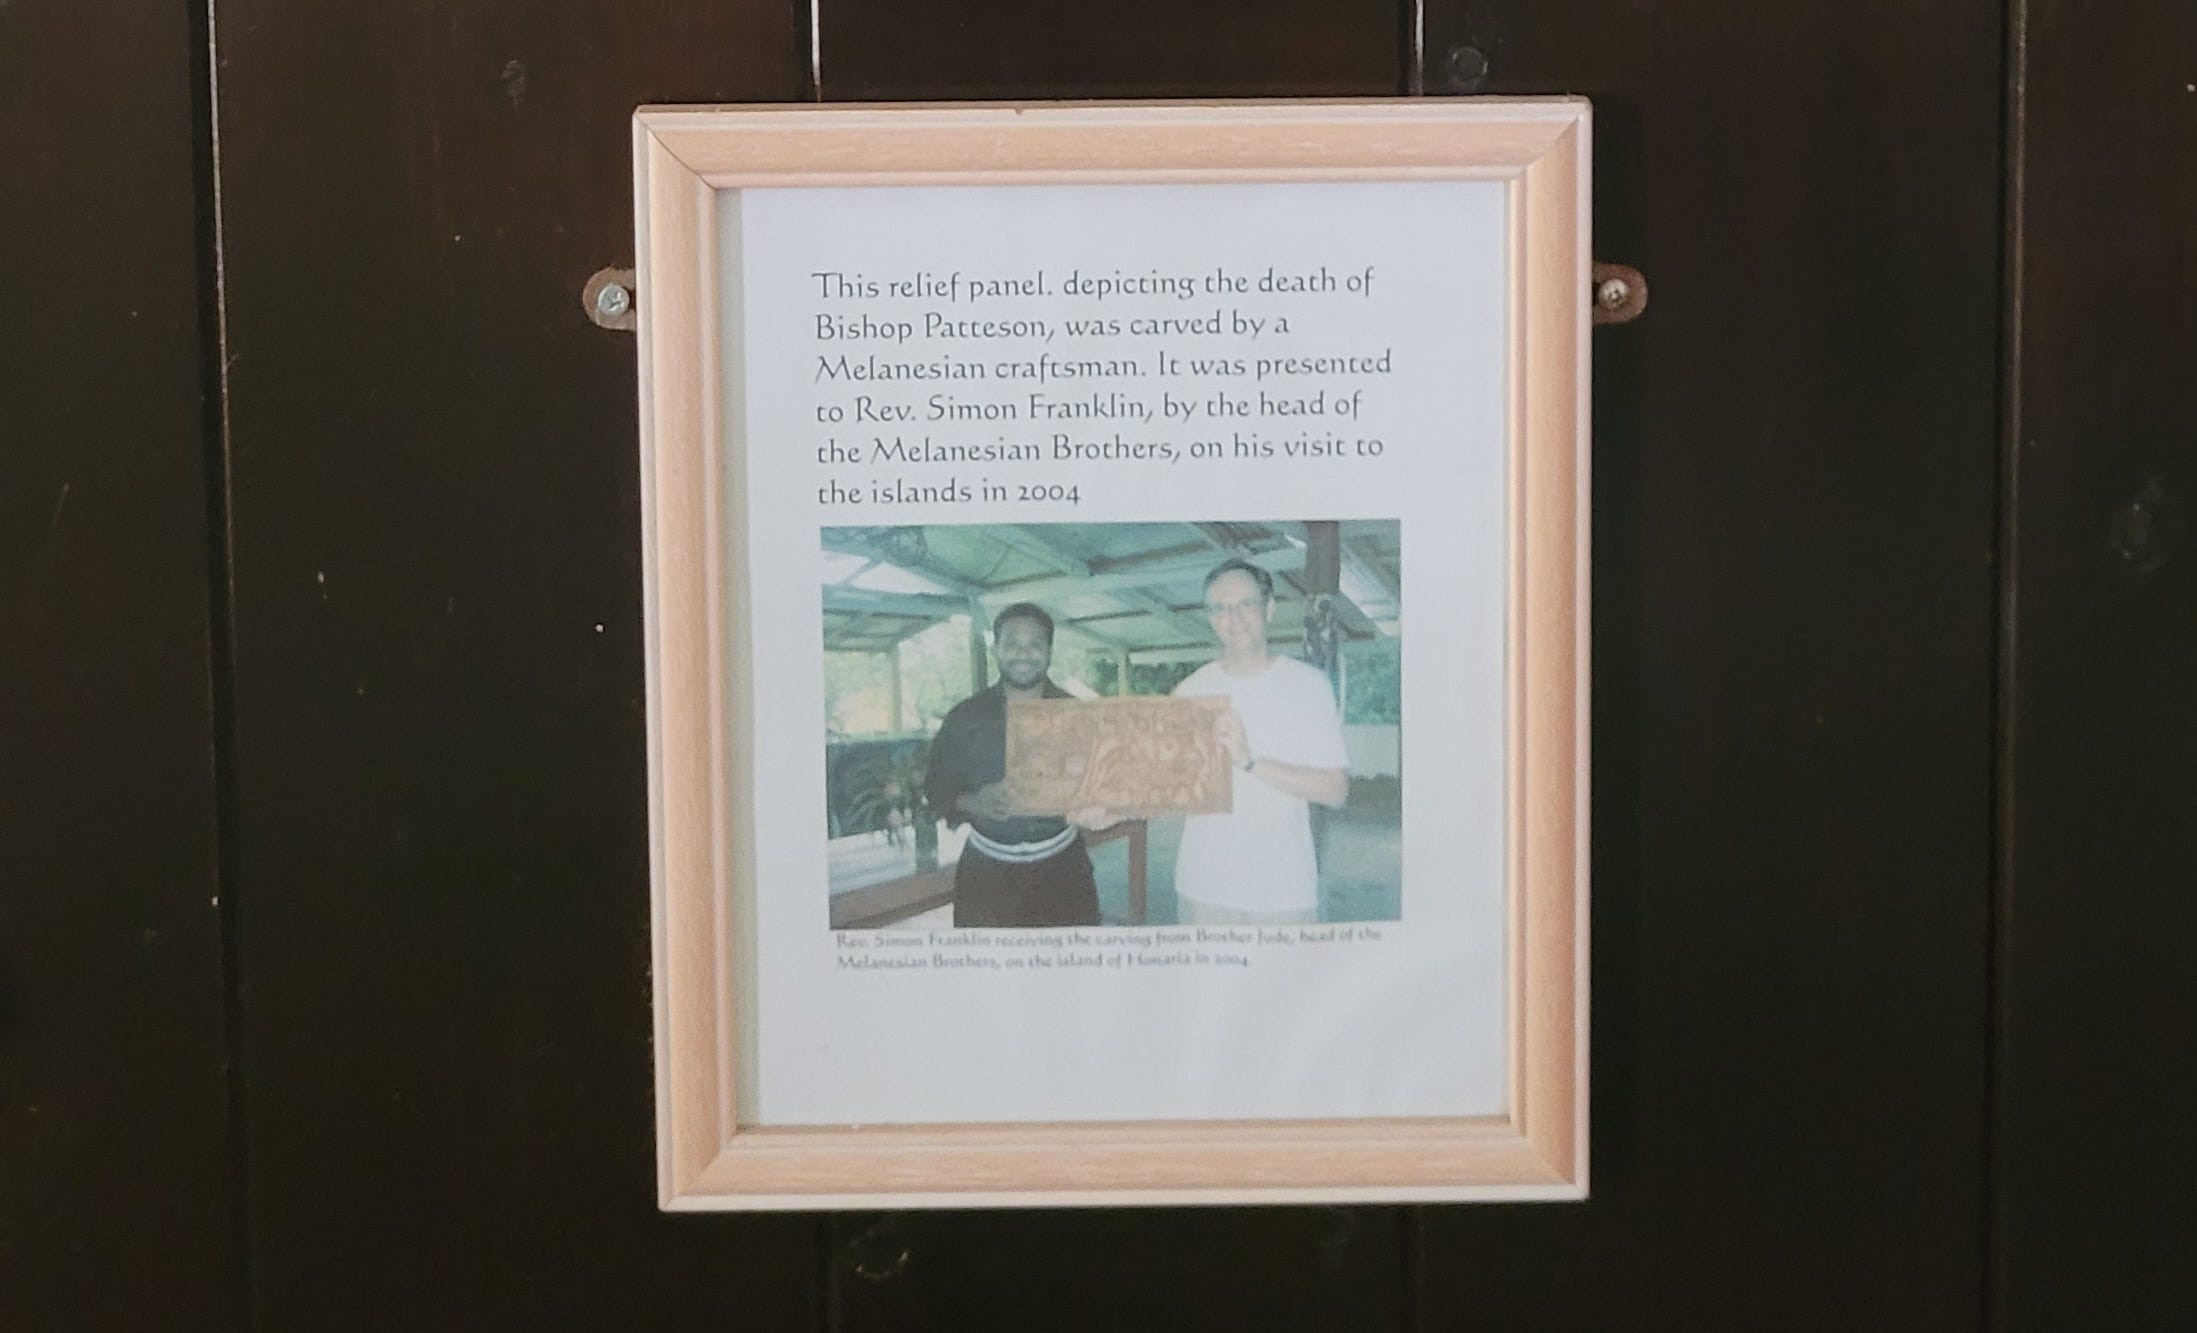 This relief panel. depicting the death of
Bishop Patteson, was carved by a
Melanesian craftsman. It was presented
to Rev. Simon Franklin, by the head of
the Melanesian Brothers, on his visit to
the islands in 2004
Rev. Simon Franklin receiving the carving from Brother Jude, head of the
Melanesian Brothers, on the island of Honaria in 2004.